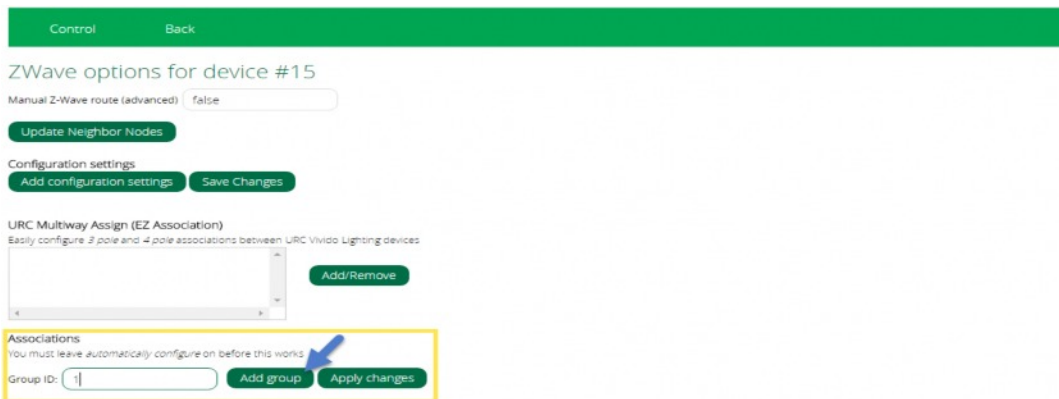 Control Back
ZWave options for device #15
Manual Z-Wave route (advanced) false
Update Neighbor Nodes
Configuration settings
Add configuration settings Save Changes
URC Multiway Assign (EZ Association)
Easily configure 3 pole and 4 pole associations between URC Vivido Lighting devices
Add/Remove
Associations
You must leave automatically configure on before this works
Group ID: 1 Add group Apply changes